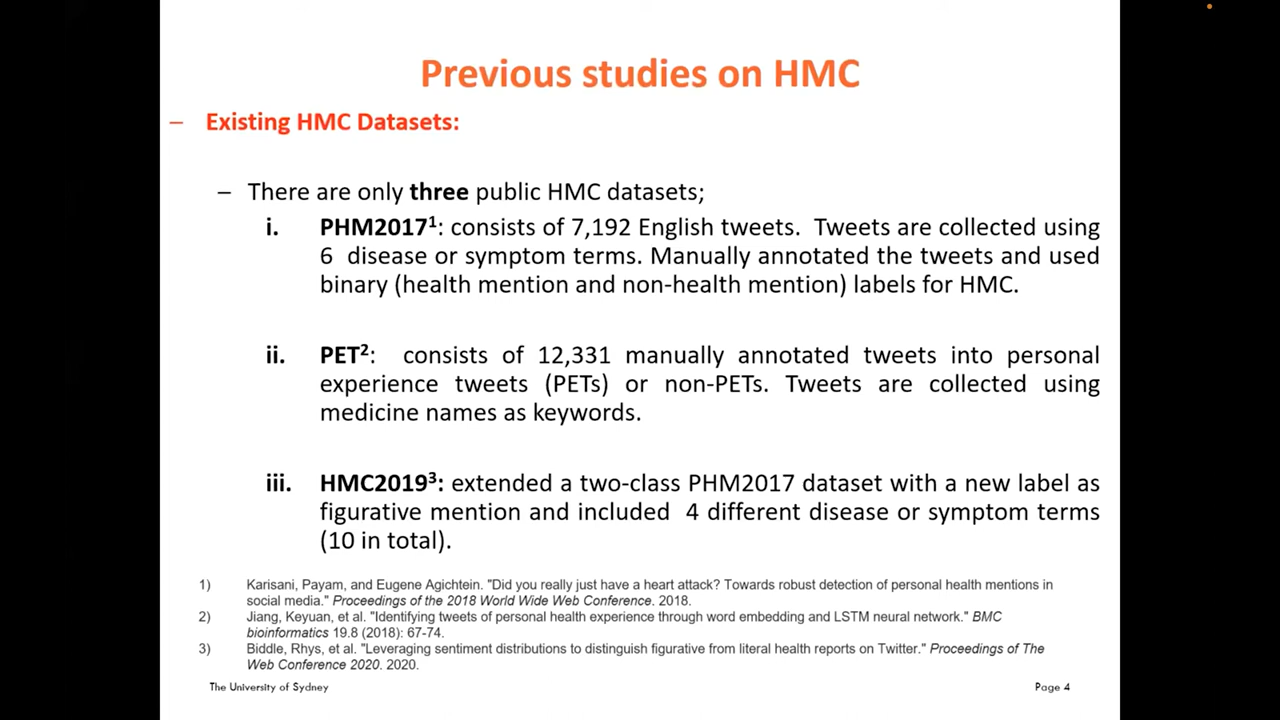 Previous studies on HMC
– Existing HMC Datasets:
– There are only three public HMC datasets;
i. PHM2017¹: consists of 7,192 English tweets. Tweets are collected using
6 disease or symptom terms. Manually annotated the tweets and used
binary (health mention and non-health mention) labels for HMC.
ii. PET²: consists of 12,331 manually annotated tweets into personal
experience tweets (PETs) or non-PETs. Tweets are collected using
medicine names as keywords.
iii. HMC2019³: extended a two-class PHM2017 dataset with a new label as
figurative mention and included 4 different disease or symptom terms
(10 in total).
1) Karisani, Payam, and Eugene Agichtein. "Did you really just have a heart attack? Towards robust detection of personal health mentions in
social media." Proceedings of the 2018 World Wide Web Conference. 2018.
2) Jiang, Keyuan, et al. "Identifying tweets of personal health experience through word embedding and LSTM neural network." BMC
bioinformatics 19.8 (2018): 67-74.
3) Biddle, Rhys, et al. "Leveraging sentiment distributions to distinguish figurative from literal health reports on Twitter." Proceedings of The
Web Conference 2020. 2020.
The University of Sydney Page 4